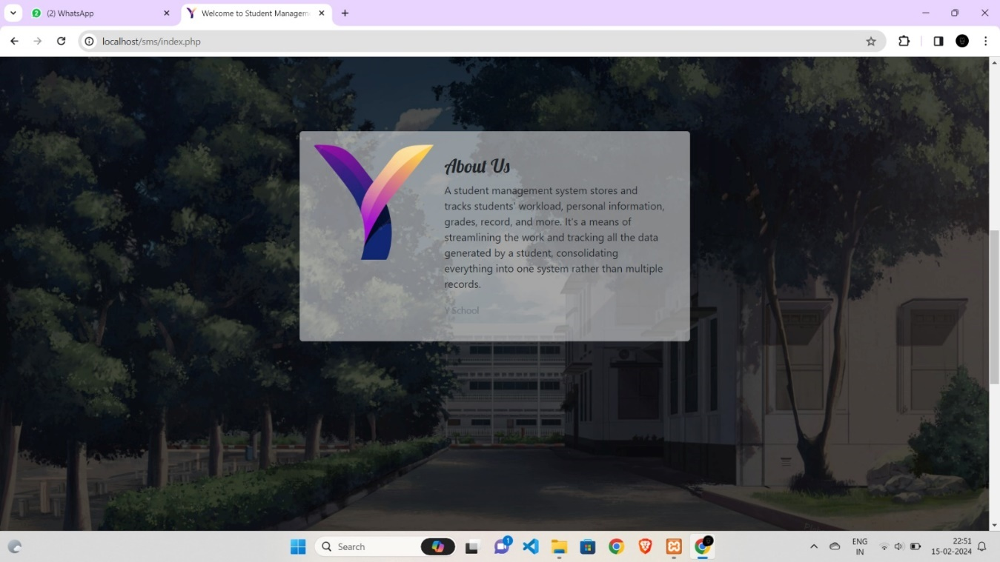 2
(2) WhatsApp
Welcome to Student Managem
localhost/sms/index.php
About Us
A student management system stores and
tracks students' workload, personal information,
grades, record, and more. It's a means of
streamlining the work and tracking all the data
generated by a student, consolidating
everything into one system rather than multiple
records.
Y School
Search
1
ENG
IN
22:51
15-02-2024